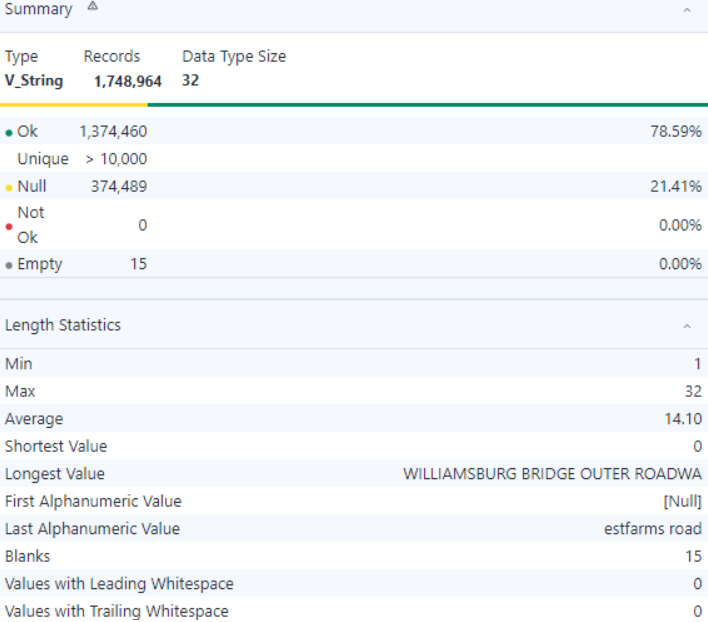 Summary
Type Records Data Type Size
V_String 1,748,964 32
Ok 1,374,460 78.59%
Unique > 10,000
Null 374,489 21.41%
Not
Ok 0 0.00%
Empty 15 0.00%
Length Statistics
Min 1
Max 32
Average 14.10
Shortest Value 0
Longest Value WILLIAMSBURG BRIDGE OUTER ROADWA
First Alphanumeric Value [Null]
Last Alphanumeric Value estfarms road
Blanks 15
Values with Leading Whitespace 0
Values with Trailing Whitespace 0